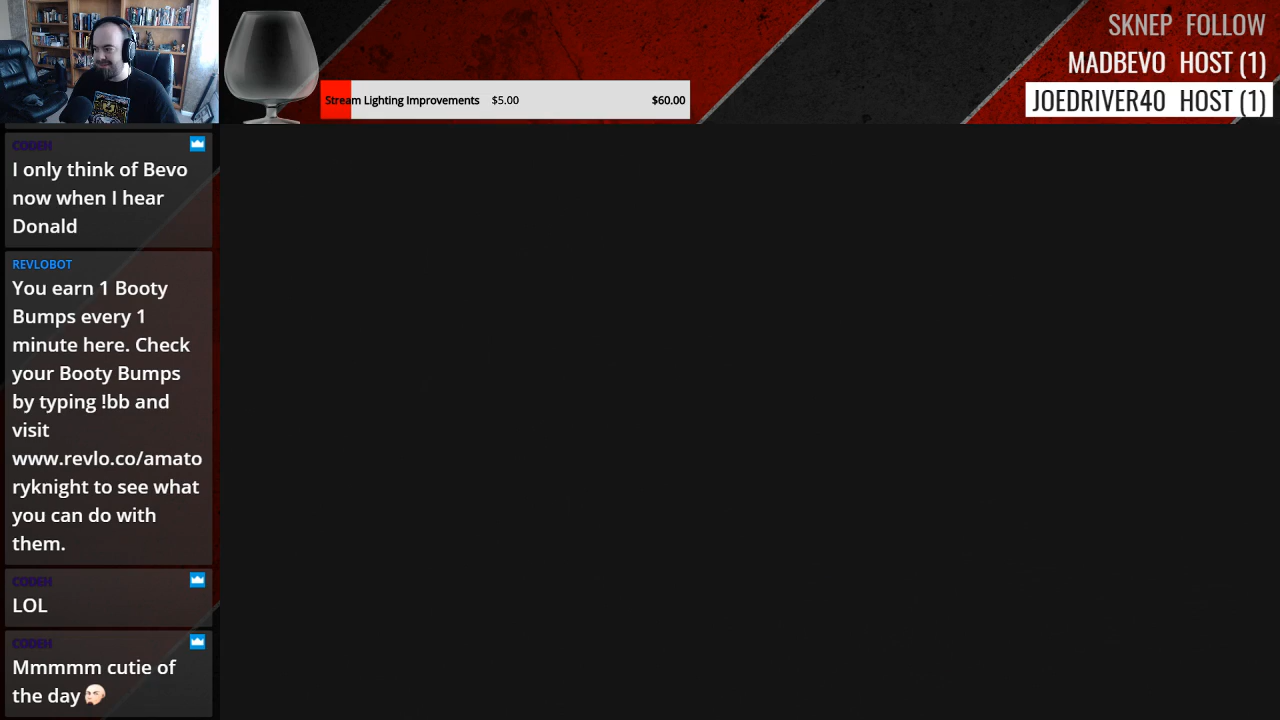 SKNEP FOLLOW
MADBEVO HOST (1)
JOEDRIVER40 HOST (1)
Stream Lighting Improvements $5.00 $60.00
CODEH
I only think of Bevo
now when I hear
Donald
REVLOBOT
You earn 1 Booty
Bumps every 1
minute here. Check
your Booty Bumps
by typing !bb and
visit
www.revlo.co/amato
ryknight to see what
you can do with
them.
CODEH
LOL
CODEH
Mmmmm cutie of
the day